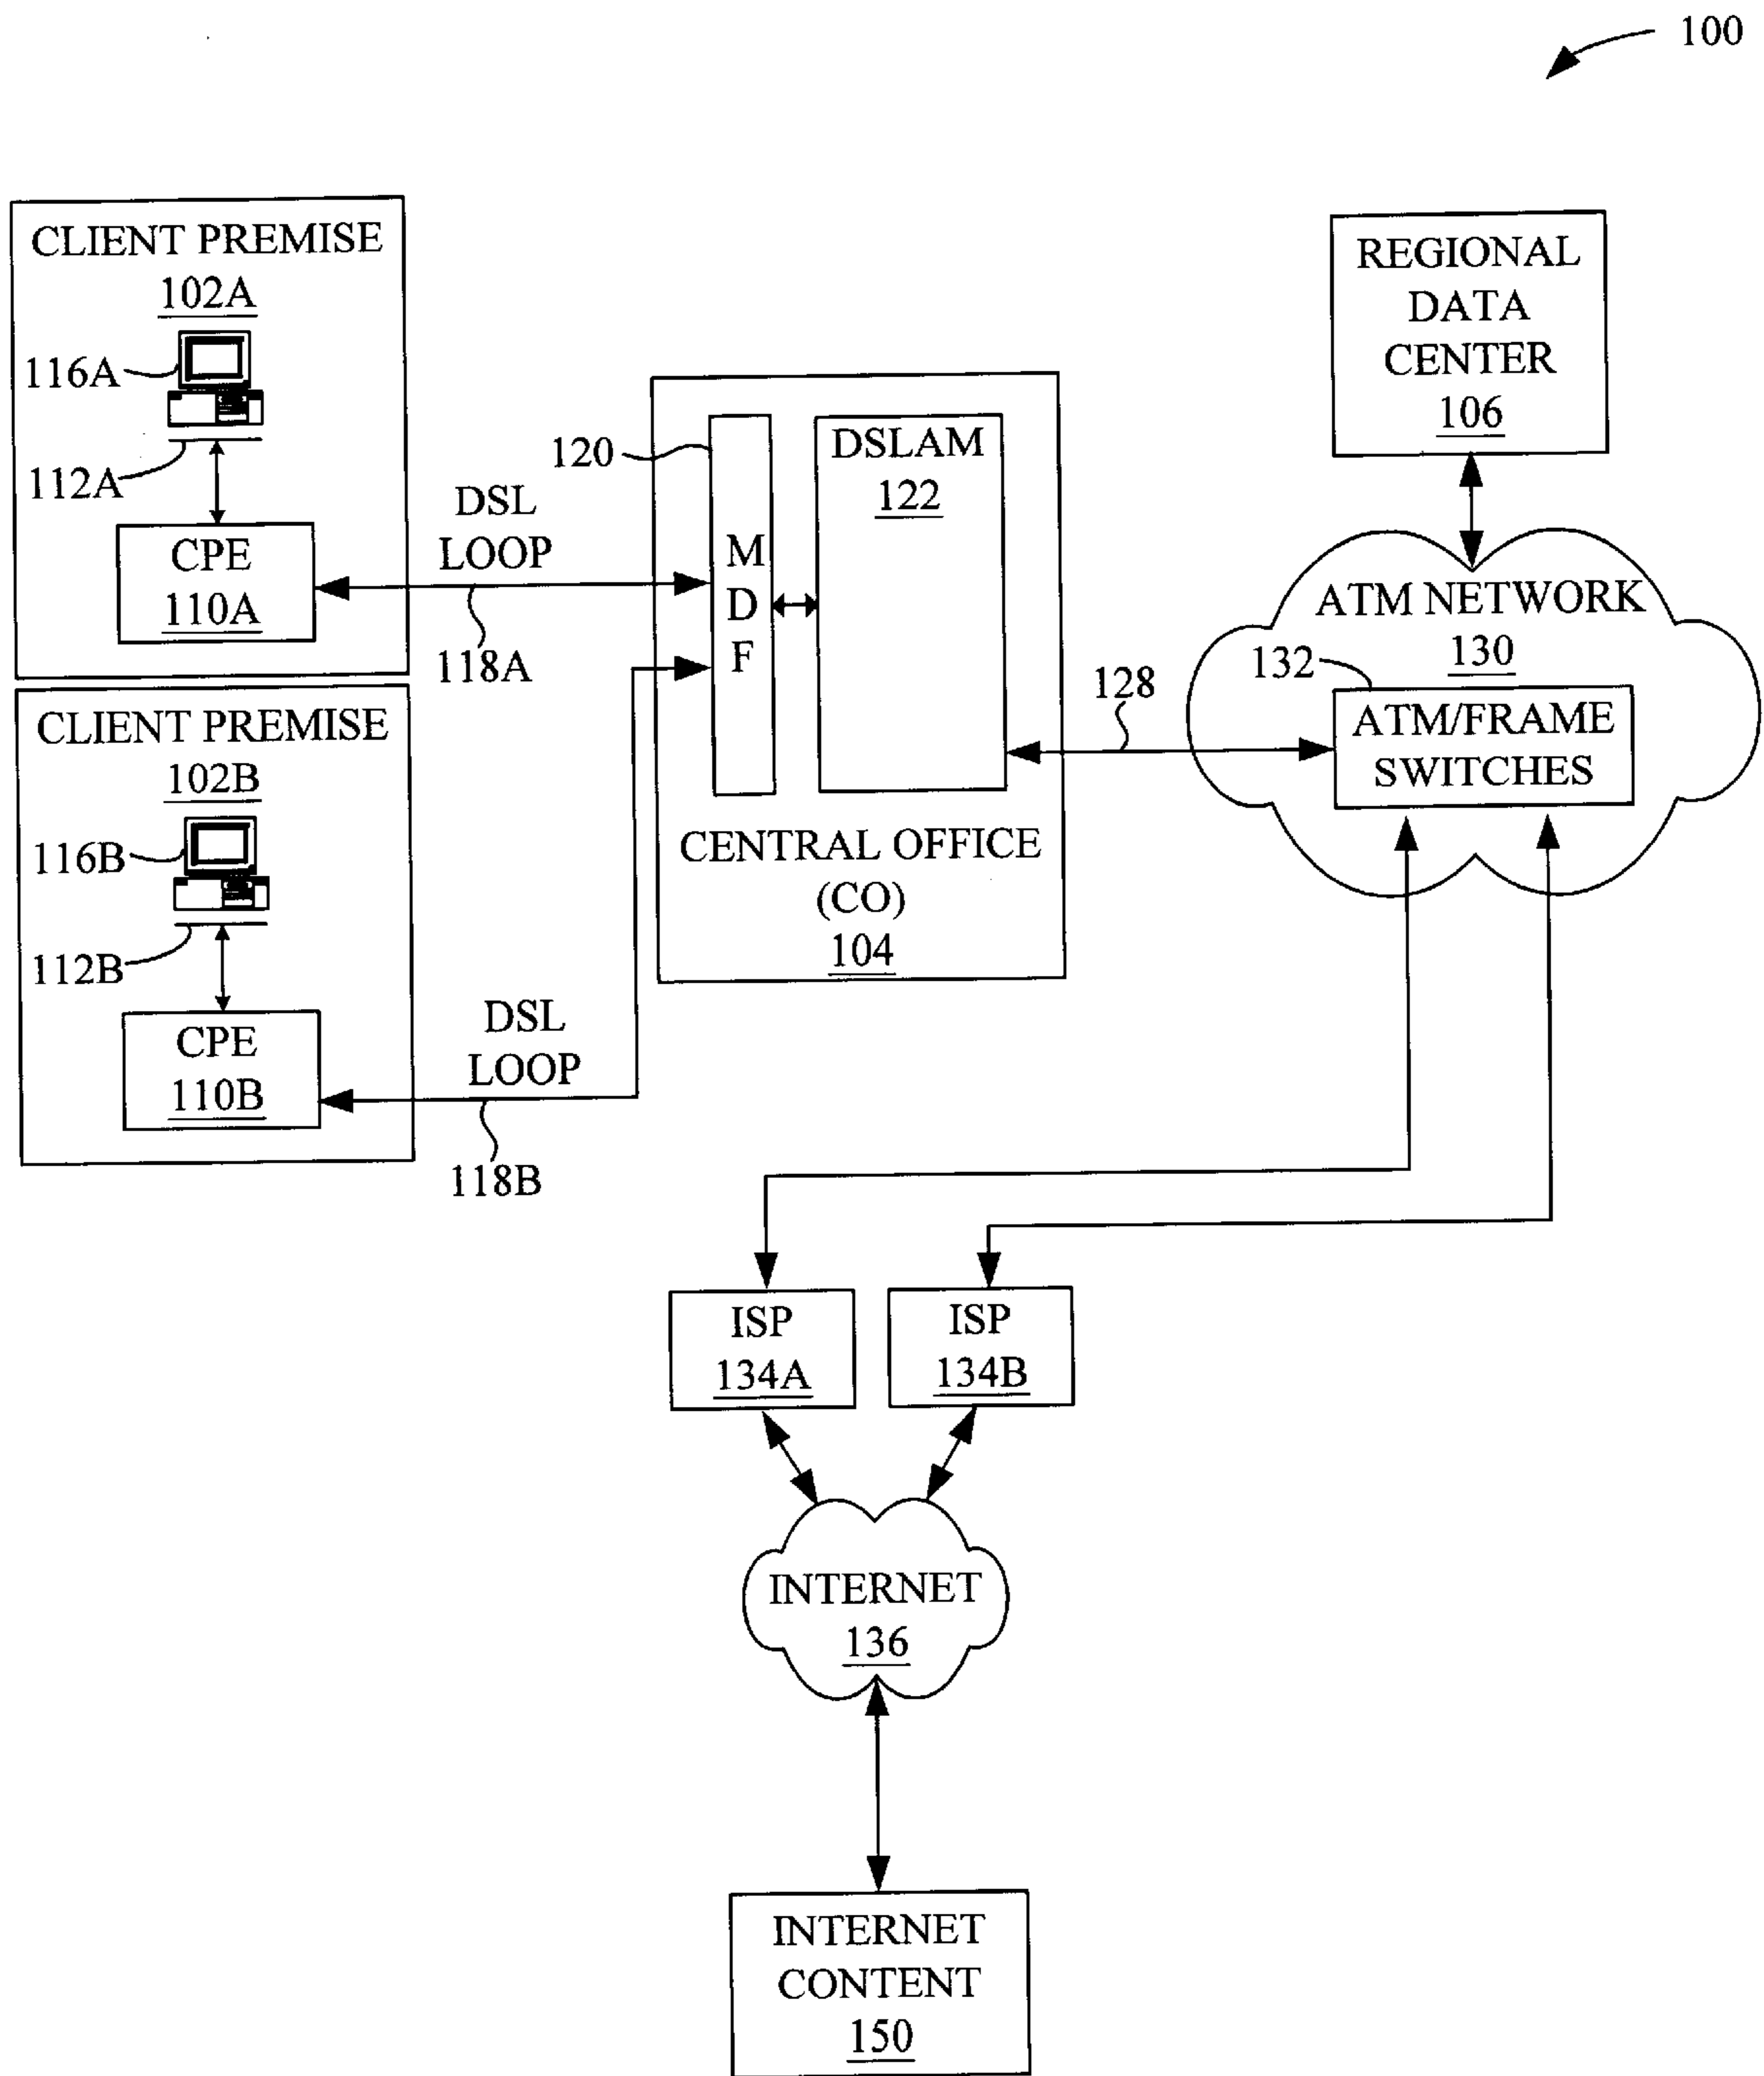 100
CLIENT PREMISE
102A
116A
112A
CPE
110A
DSL
LOOP
118A
CLIENT PREMISE
102B
116B
112B
CPE
110B
DSL
LOOP
118B
120
M
D
F
DSLAM
122
CENTRAL OFFICE
(CO)
104
128
REGIONAL
DATA
CENTER
106
ATM NETWORK
130
132
ATM/FRAME
SWITCHES
ISP
134A
ISP
134B
INTERNET
136
INTERNET
CONTENT
150